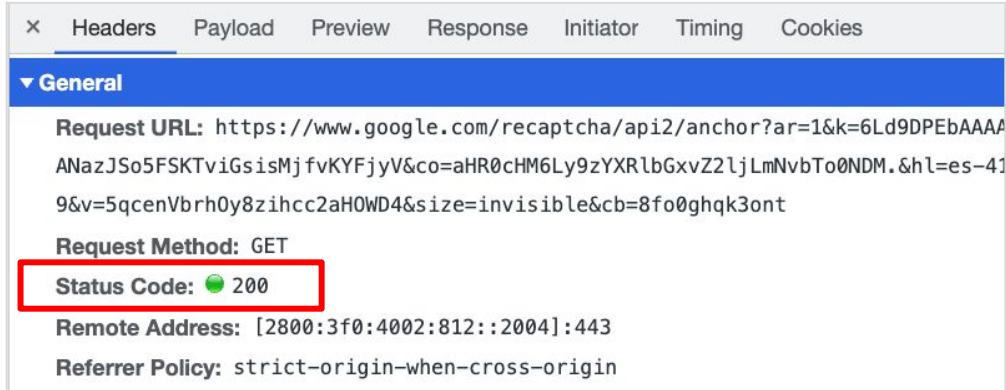 × Headers Payload Preview Response Initiator Timing Cookies
▼ General
Request URL: https://www.google.com/recaptcha/api2/anchor?ar=1&k=6Ld9DPEbAAAA
ANazJSo5FSKTviGsisMjfvKYFjyV&co=aHR0cHM6Ly9zYXRlbGxvZ2ljLmNvbTo0NDM.&hl=es-41
9&v=5qcenVbrhOy8zihcc2aHOWD4&size=invisible&cb=8fo0ghqk3ont
Request Method: GET
Status Code: 200
Remote Address: [2800:3f0:4002:812::2004]:443
Referrer Policy: strict-origin-when-cross-origin